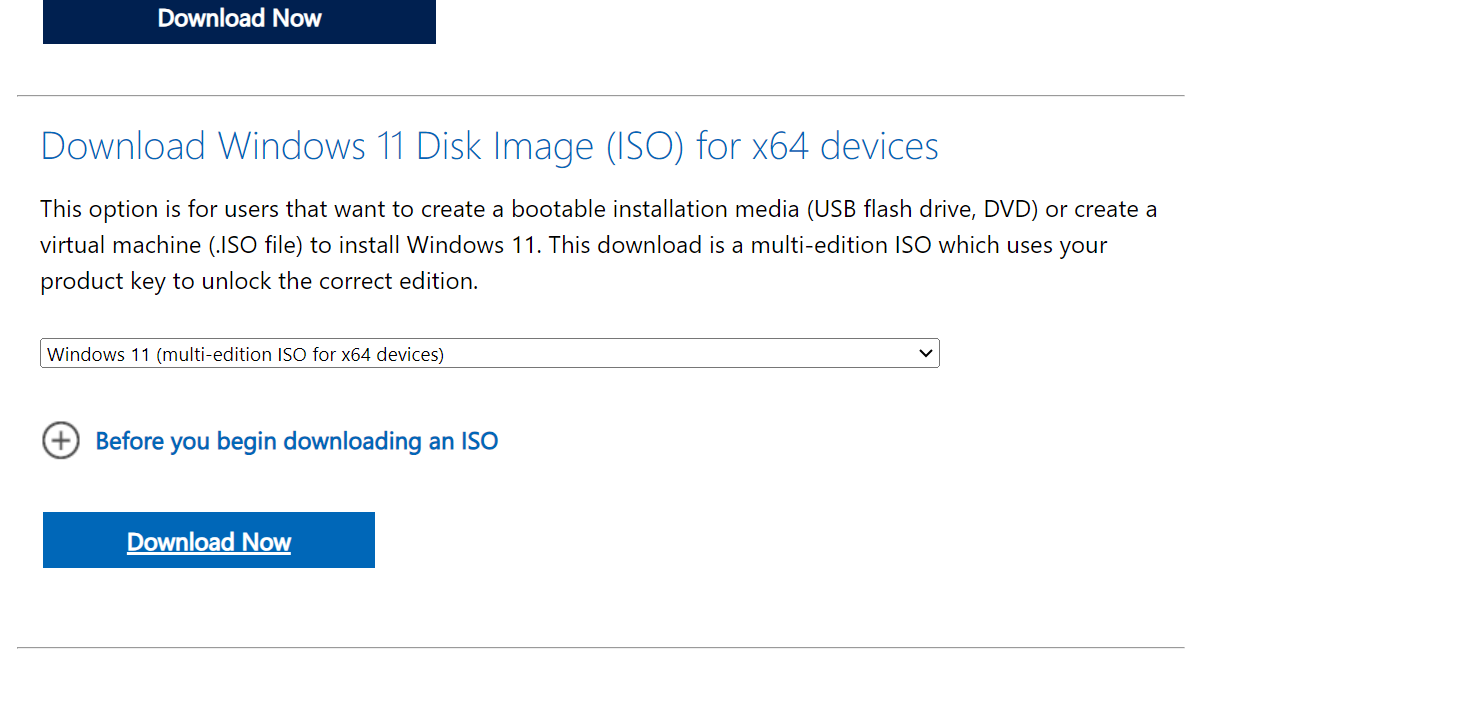 Download Now
Download Windows 11 Disk Image (ISO) for x64 devices
This option is for users that want to create a bootable installation media (USB flash drive, DVD) or create a
virtual machine (.ISO file) to install Windows 11. This download is a multi-edition ISO which uses your
product key to unlock the correct edition.
Windows 11 (multi-edition ISO for x64 devices)
Before you begin downloading an ISO
Download Now